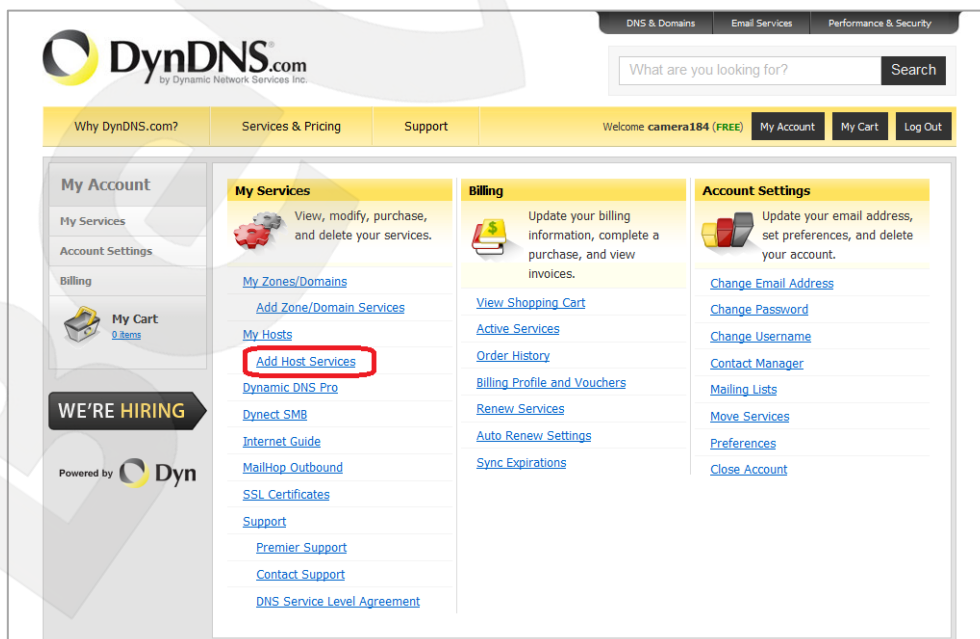 DNS & Domains Email Services Performance & Security
DynDNS.com
by Dynamic Network Services Inc.
What are you looking for? Search
Why DynDNS.com? Services & Pricing Support Welcome camera184 (FREE) My Account My Cart Log Out
My Account
My Services
Account Settings
Billing
My Cart
0 items
WE'RE HIRING
Powered by Dyn
My Services
View, modify, purchase,
and delete your services.
My Zones/Domains
Add Zone/Domain Services
My Hosts
Add Host Services
Dynamic DNS Pro
Dynect SMB
Internet Guide
MailHop Outbound
SSL Certificates
Support
Premier Support
Contact Support
DNS Service Level Agreement
Billing
Update your billing
information, complete a
purchase, and view
invoices.
View Shopping Cart
Active Services
Order History
Billing Profile and Vouchers
Renew Services
Auto Renew Settings
Sync Expirations
Account Settings
Update your email address,
set preferences, and delete
your account.
Change Email Address
Change Password
Change Username
Contact Manager
Mailing Lists
Move Services
Preferences
Close Account